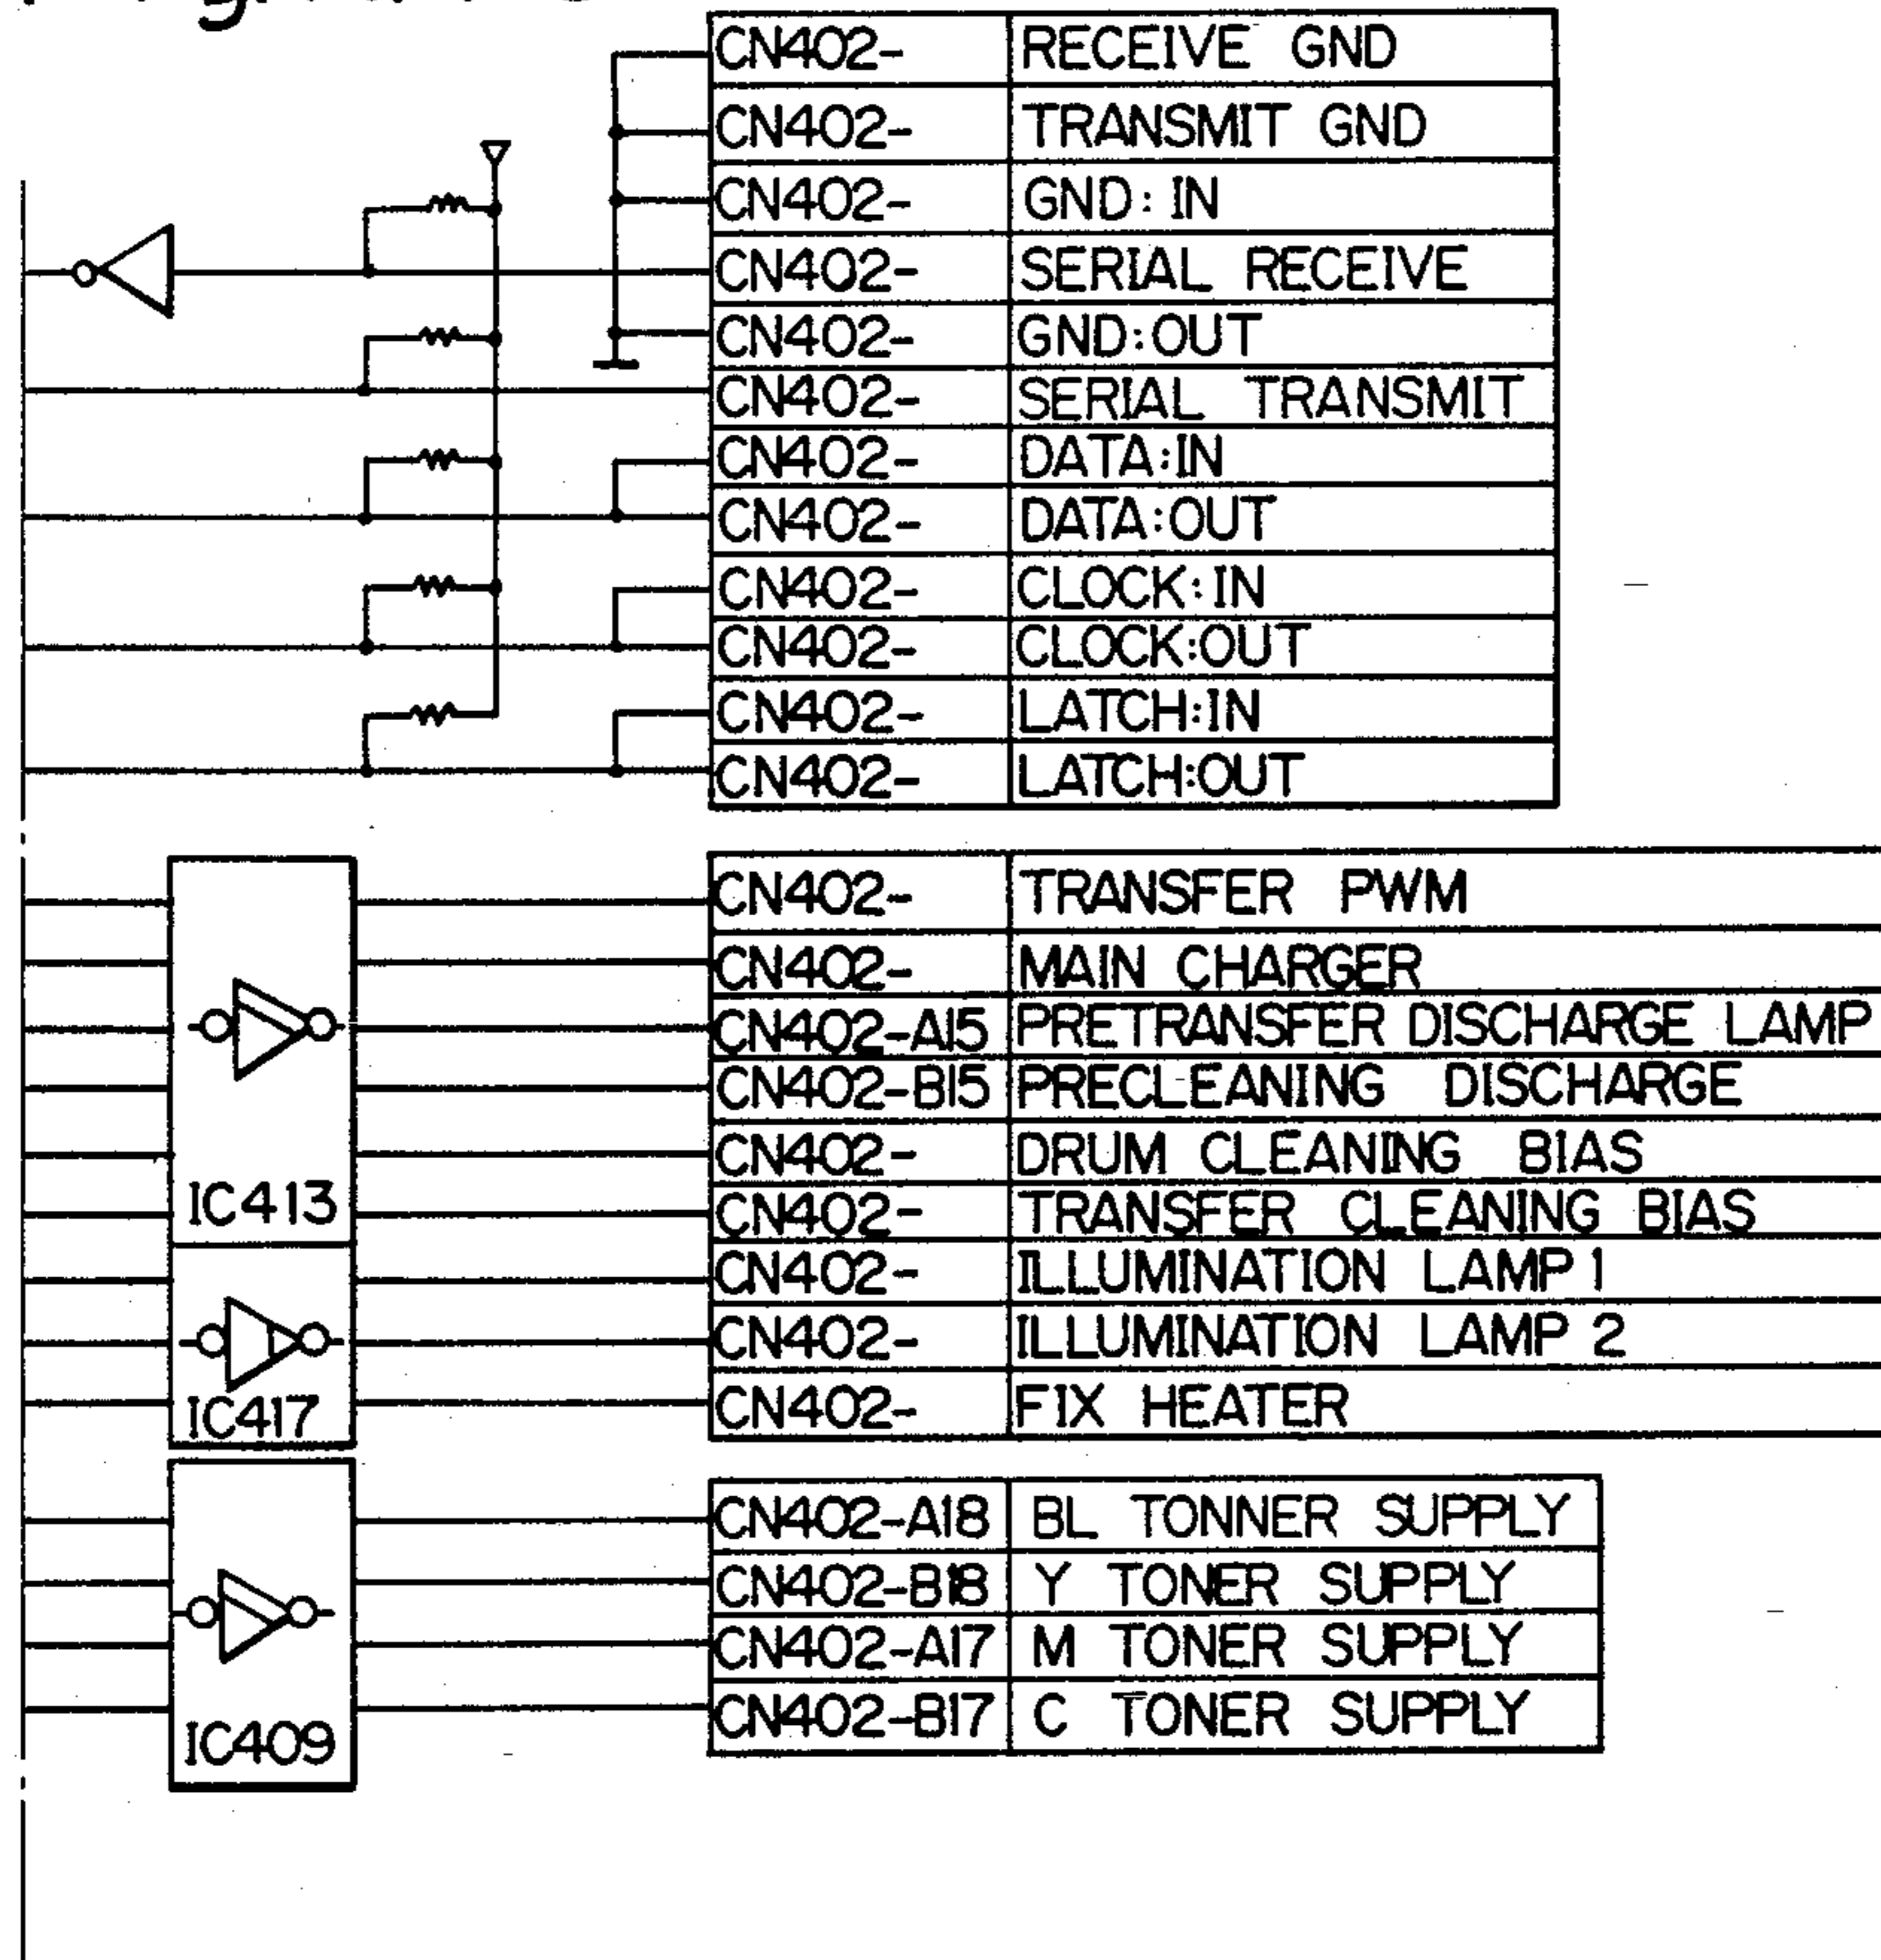 CN402- RECEIVE GND
CN402- TRANSMIT GND
CN402- GND: IN
CN402- SERIAL RECEIVE
CN402- GND:OUT
CN402- SERIAL TRANSMIT
CN402- DATA:IN
CN402- DATA:OUT
CN402- CLOCK:IN
CN402- CLOCK:OUT
CN402- LATCH:IN
CN402- LATCH:OUT
CN402- TRANSFER PWM
CN402- MAIN CHARGER
CN402-A15 PRETRANSFER DISCHARGE LAMP
CN402-B15 PRECLEANING DISCHARGE
CN402- DRUM CLEANING BIAS
IC413
CN402- TRANSFER CLEANING BIAS
CN402- ILLUMINATION LAMP 1
CN402- ILLUMINATION LAMP 2
IC417
CN402- FIX HEATER
CN402-A18 BL TONNER SUPPLY
CN402-B18 Y TONER SUPPLY
CN402-A17 M TONER SUPPLY
CN402-B17 C TONER SUPPLY
IC409